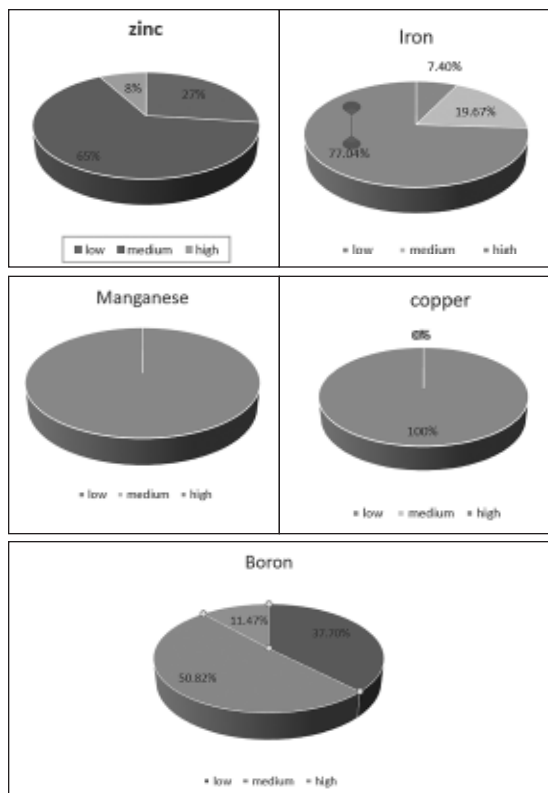 zinc
8%
27%
65%
low medium high
Iron
7.40%
19.67%
77.04%
low medium high
Manganese
low medium high
copper
100%
low medium high
Boron
11.47%
37.70%
50.82%
low medium high